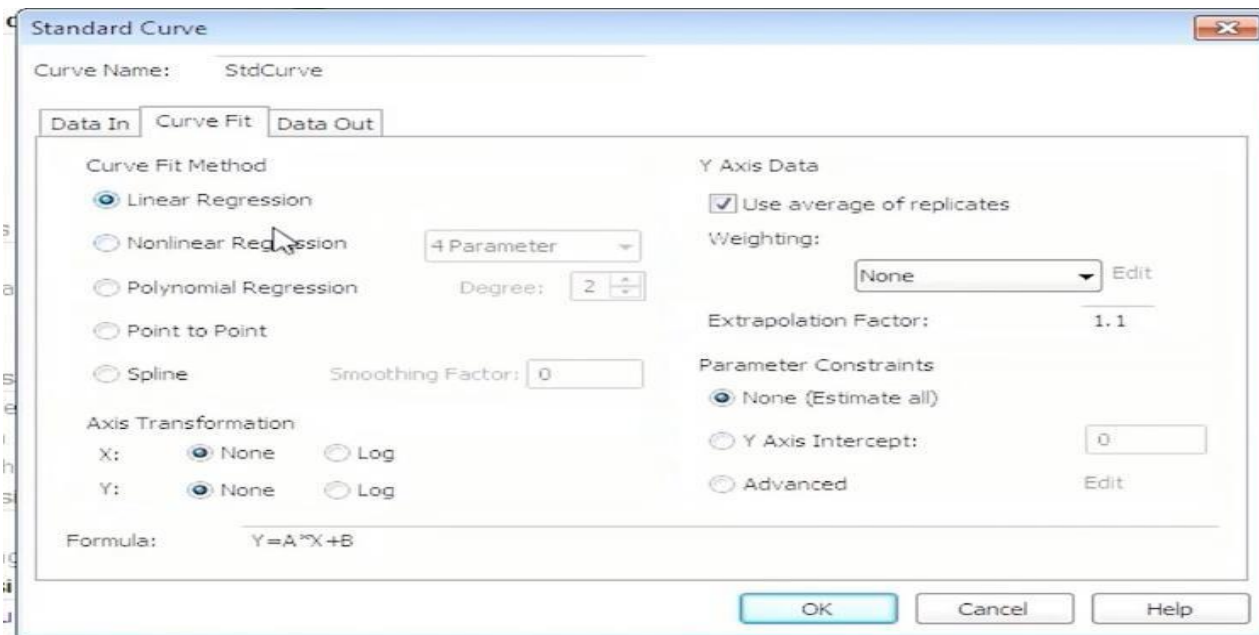 Standard Curve
Curve Name: StdCurve
Data In Curve Fit Data Out
Curve Fit Method
Linear Regression
Nonlinear Regression 4 Parameter
Polynomial Regression Degree: 2
Point to Point
Spline Smoothing Factor: 0
Axis Transformation
X: None Log
Y: None Log
Y Axis Data
Use average of replicates
Weighting:
None Edit
Extrapolation Factor: 1.1
Parameter Constraints
None (Estimate all)
Y Axis Intercept: 0
Advanced Edit
Formula: Y=A*X+B
OK Cancel Help